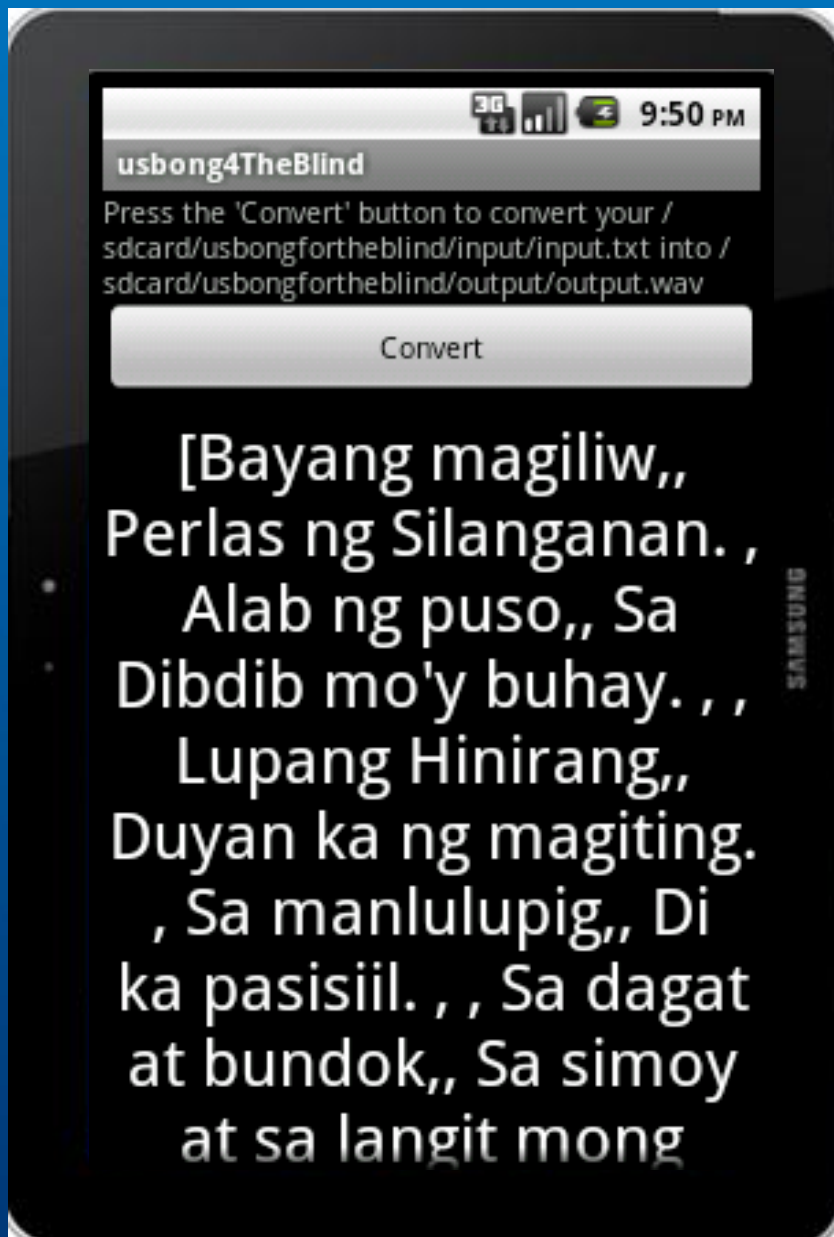 3G 9:50 PM
usbong4TheBlind
Press the 'Convert' button to convert your /
sdcard/usbongfortheblind/input/input.txt into /
sdcard/usbongfortheblind/output/output.wav
Convert
[Bayang magiliw,,
Perlas ng Silanganan. ,
Alab ng puso,, Sa
Dibdib mo'y buhay. , ,
Lupang Hinirang,,
Duyan ka ng magiting.
, Sa manlulupig,, Di
ka pasisiil. , , Sa dagat
at bundok,, Sa simoy
at sa langit mong
SAMSUNG